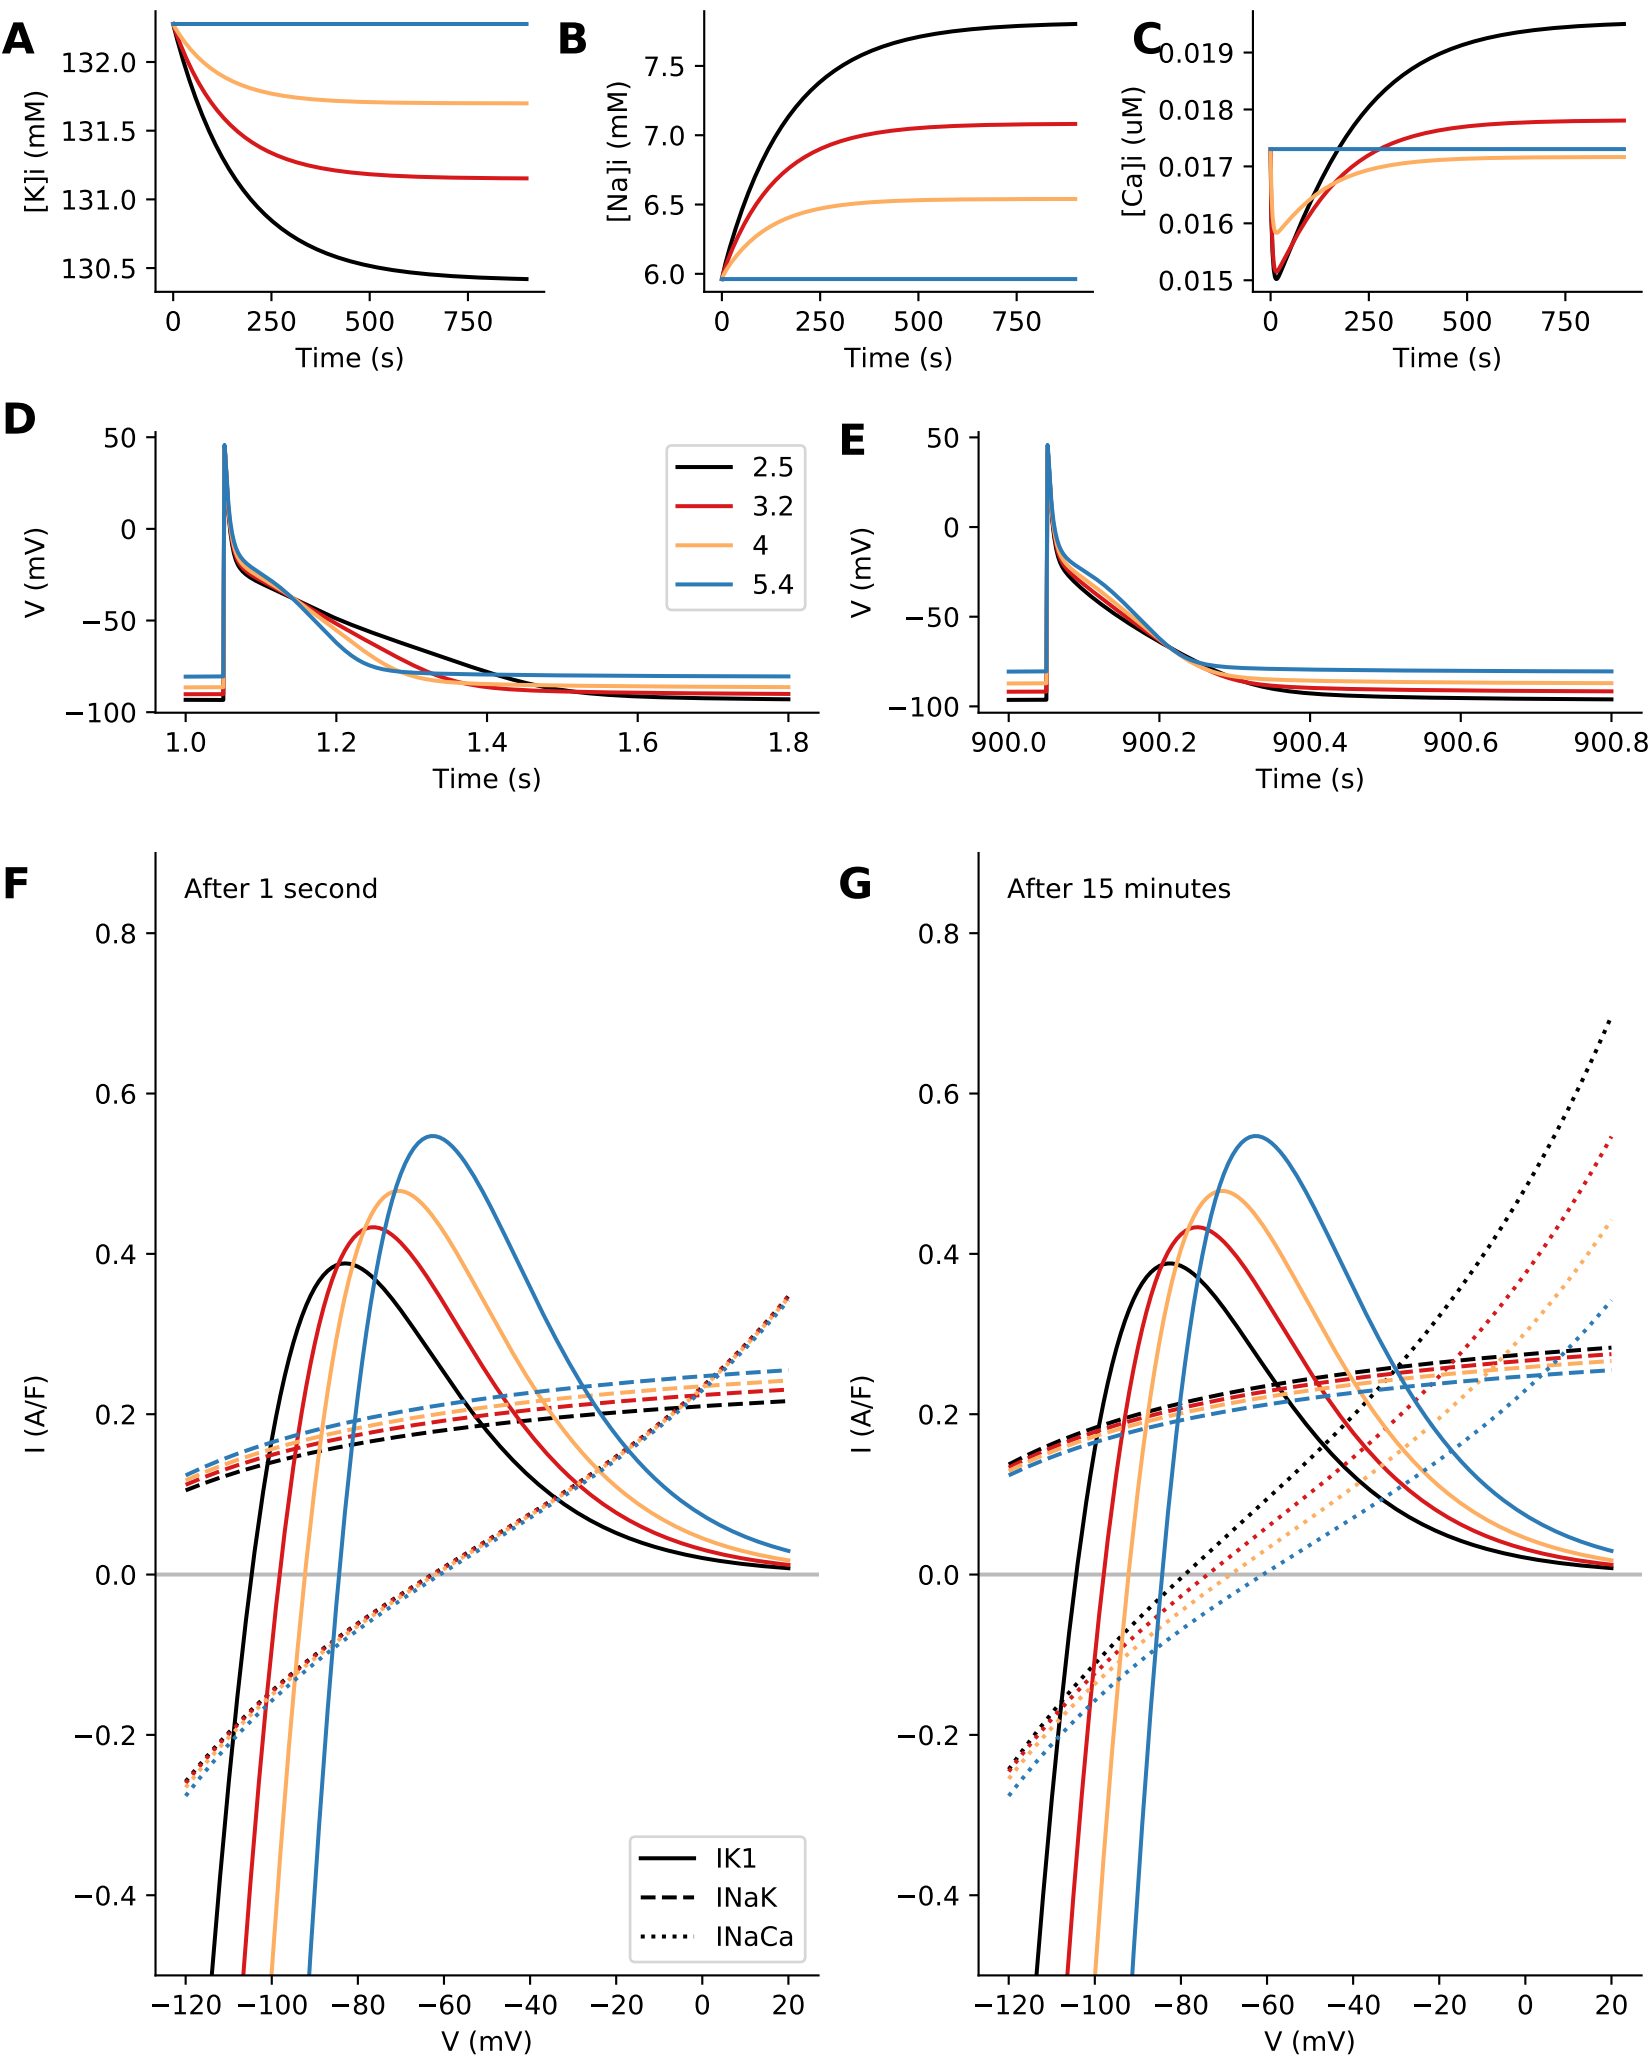 A
[K]i (mM)
132.0
131.5
131.0
130.5
0 250 500 750
Time (s)
B
[Na]i (mM)
7.5
7.0
6.5
6.0
0 250 500 750
Time (s)
C
[Ca]i (uM)
0.019
0.018
0.017
0.016
0.015
0 250 500 750
Time (s)
D
V (mV)
50
0
−50
−100
1.0 1.2 1.4 1.6 1.8
Time (s)
2.5
3.2
4
5.4
E
V (mV)
50
0
−50
−100
900.0 900.2 900.4 900.6 900.8
Time (s)
F
After 1 second
I (A/F)
0.8
0.6
0.4
0.2
0.0
−0.2
−0.4
−120 −100 −80 −60 −40 −20 0 20
V (mV)
IK1
INaK
INaCa
G
After 15 minutes
I (A/F)
0.8
0.6
0.4
0.2
0.0
−0.2
−0.4
−120 −100 −80 −60 −40 −20 0 20
V (mV)